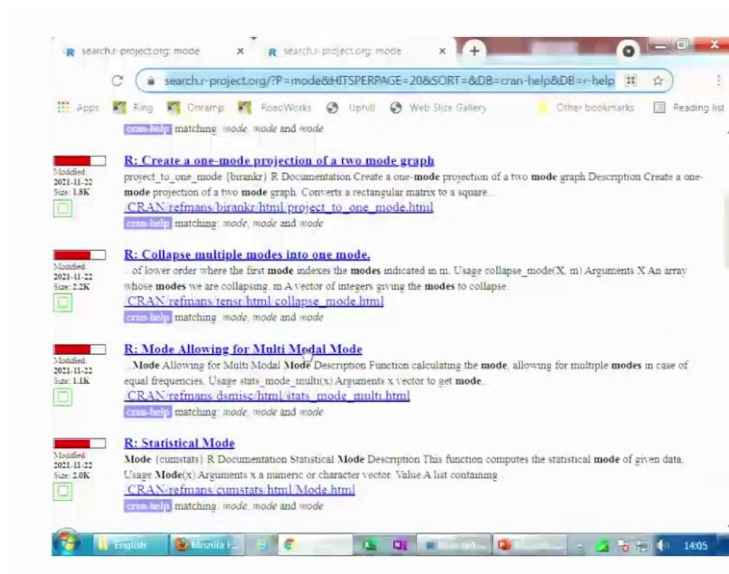 search.r-project.org: mode
search.r-project.org: mode
search.r-project.org/?P=mode&HITSPERPAGE=20&SORT=&DB=cran-help&DB=r-help
Apps Ring Onramp RoadWorks Uphill Web Slice Gallery Other bookmarks Reading list
cran-help matching: mode, mode and mode
R: Create a one-mode projection of a two mode graph
Modified:
2021-11-22
Size: 1.8K
project_to_one_mode {birankr} R Documentation Create a one-mode projection of a two mode graph Description Create a one-
mode projection of a two mode graph. Converts a rectangular matrix to a square...
CRAN/refmans/birankr/html/project_to_one_mode.html
cran-help matching: mode, mode and mode
R: Collapse multiple modes into one mode.
Modified:
2021-11-22
Size: 2.2K
...of lower order where the first mode indexes the modes indicated in m. Usage collapse_mode(X, m) Arguments X An array
whose modes we are collapsing. m A vector of integers giving the modes to collapse.
CRAN/refmans/tensr/html/collapse_mode.html
cran-help matching: mode, mode and mode
R: Mode Allowing for Multi Modal Mode
Modified:
2021-11-22
Size: 1.1K
...Mode Allowing for Multi Modal Mode Description Function calculating the mode, allowing for multiple modes in case of
equal frequencies. Usage stats_mode_multi(x) Arguments x vector to get mode...
CRAN/refmans/dsmisc/html/stats_mode_multi.html
cran-help matching: mode, mode and mode
R: Statistical Mode
Modified:
2021-11-22
Size: 2.0K
Mode {cumstats} R Documentation Statistical Mode Description This function computes the statistical mode of given data.
Usage Mode(x) Arguments x a numeric or character vector. Value A list containing...
CRAN/refmans/cumstats/html/Mode.html
cran-help matching: mode, mode and mode
English Mozilla F... 14:05